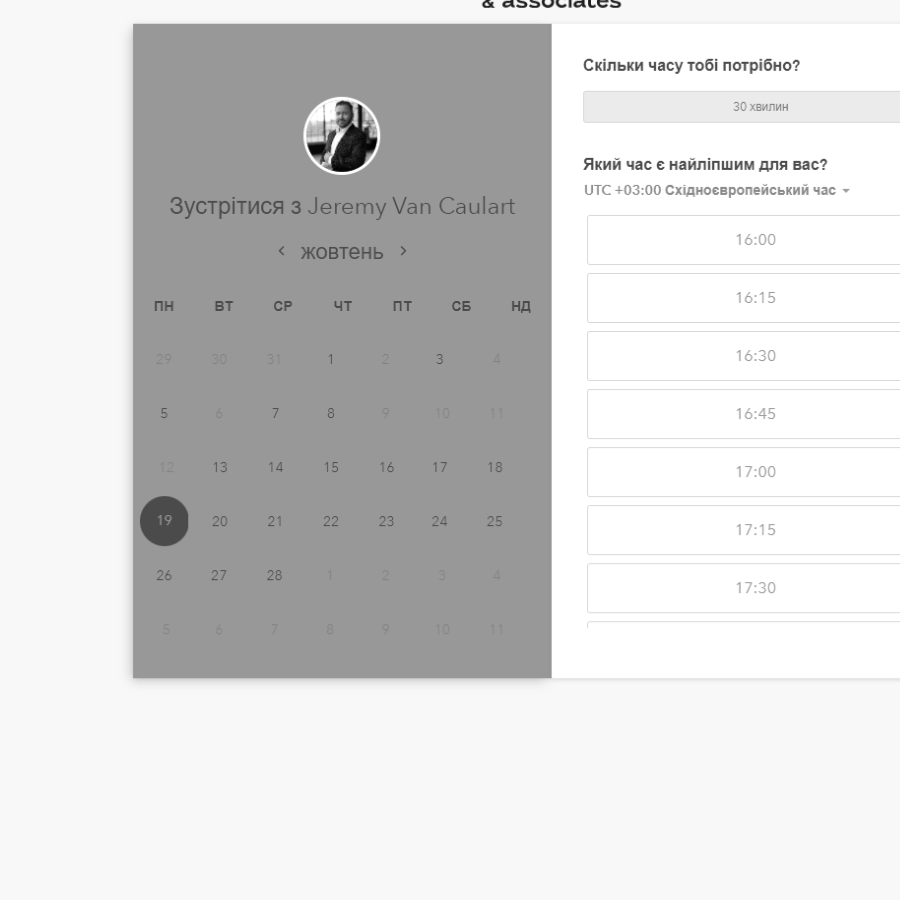 & associates
Зустрітися з Jeremy Van Caulart
жовтень
ПН ВТ СР ЧТ ПТ СБ НД
29 30 31 1 2 3 4
5 6 7 8 9 10 11
12 13 14 15 16 17 18
19 20 21 22 23 24 25
26 27 28 1 2 3 4
5 6 7 8 9 10 11
Скільки часу тобі потрібно?
30 хвилин
Який час є найліпшим для вас?
UTC +03:00 Східноєвропейський час
16:00
16:15
16:30
16:45
17:00
17:15
17:30